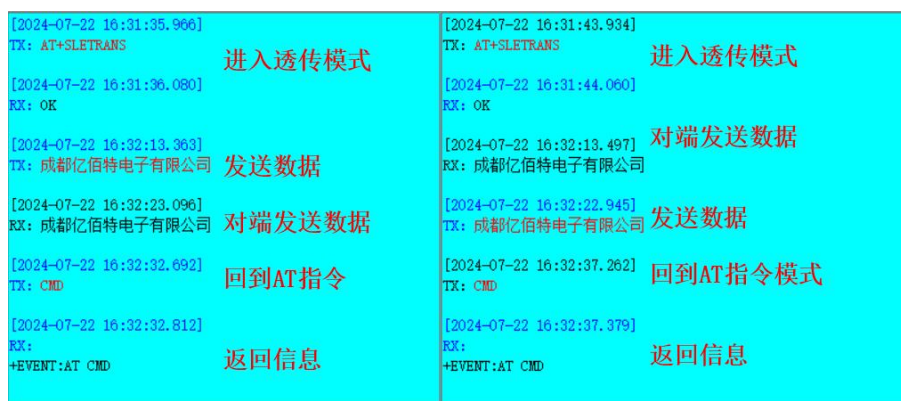 [2024-07-22 16:31:35.966]
TX: AT+SLETRANS
进入透传模式
[2024-07-22 16:31:36.080]
RX: OK
[2024-07-22 16:32:13.363]
TX: 成都亿佰特电子有限公司
发送数据
[2024-07-22 16:32:23.096]
RX: 成都亿佰特电子有限公司
对端发送数据
[2024-07-22 16:32:32.692]
TX: CMD
回到AT指令
[2024-07-22 16:32:32.812]
RX:
+EVENT:AT CMD
返回信息
[2024-07-22 16:31:43.934]
TX: AT+SLETRANS
进入透传模式
[2024-07-22 16:31:44.060]
RX: OK
对端发送数据
[2024-07-22 16:32:13.497]
RX: 成都亿佰特电子有限公司
[2024-07-22 16:32:22.945]
TX: 成都亿佰特电子有限公司
发送数据
[2024-07-22 16:32:37.262]
TX: CMD
回到AT指令模式
[2024-07-22 16:32:37.379]
RX:
+EVENT:AT CMD
返回信息